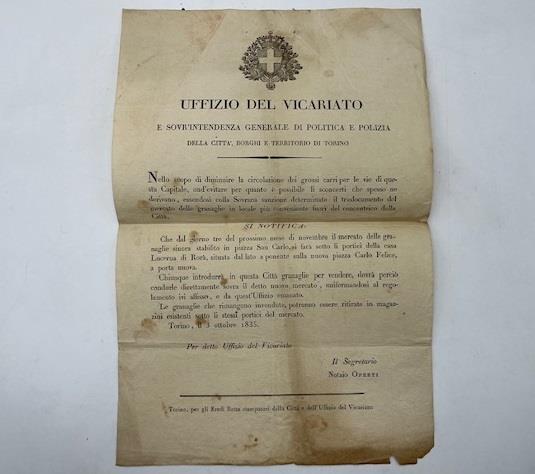 UFFIZIO DEL VICARIATO
E SOVR'INTENDENZA GENERALE DI POLITICA E POLIZIA
DELLA CITTA', BORGHI E TERRITORIO DI TORINO
Nello scopo di diminuire la circolazione dei grossi carri per le vie di que-
sta Capitale, ond'evitare per quanto è possibile li sconcerti che spesso ne
derivano, essendosi colla Sovrana sanzione determinato il traslocamento del
mercato delle granaglie in locale più conveniente fuori del concentrico della
Città,
SI NOTIFICA:
Che dal giorno tre del prossimo mese di novembre il mercato delle gra-
naglie sinora stabilito in piazza San Carlo, si farà sotto li portici della casa
di Rorà, situata dal lato a ponente sulla nuova piazza Carlo Felice,
a porta nuova.
Chiunque introdurrà in questa Città granaglie per vendere, dovrà perciò
condurle direttamente sovra il detto nuovo mercato, uniformandosi al rego-
lamento ivi affisso, e da quest'Uffizio emanato.
Le granaglie che rimangono invendute, potranno essere ritirate in magaz-
zini esistenti sotto li stessi portici del mercato.
Torino, il 3 ottobre 1835.
Per detto Uffizio del Vicariato
Il Segretario
Notaio OPERTI
Torino, per gli Eredi Botta stampatori della Città e dell'Uffizio del Vicariato